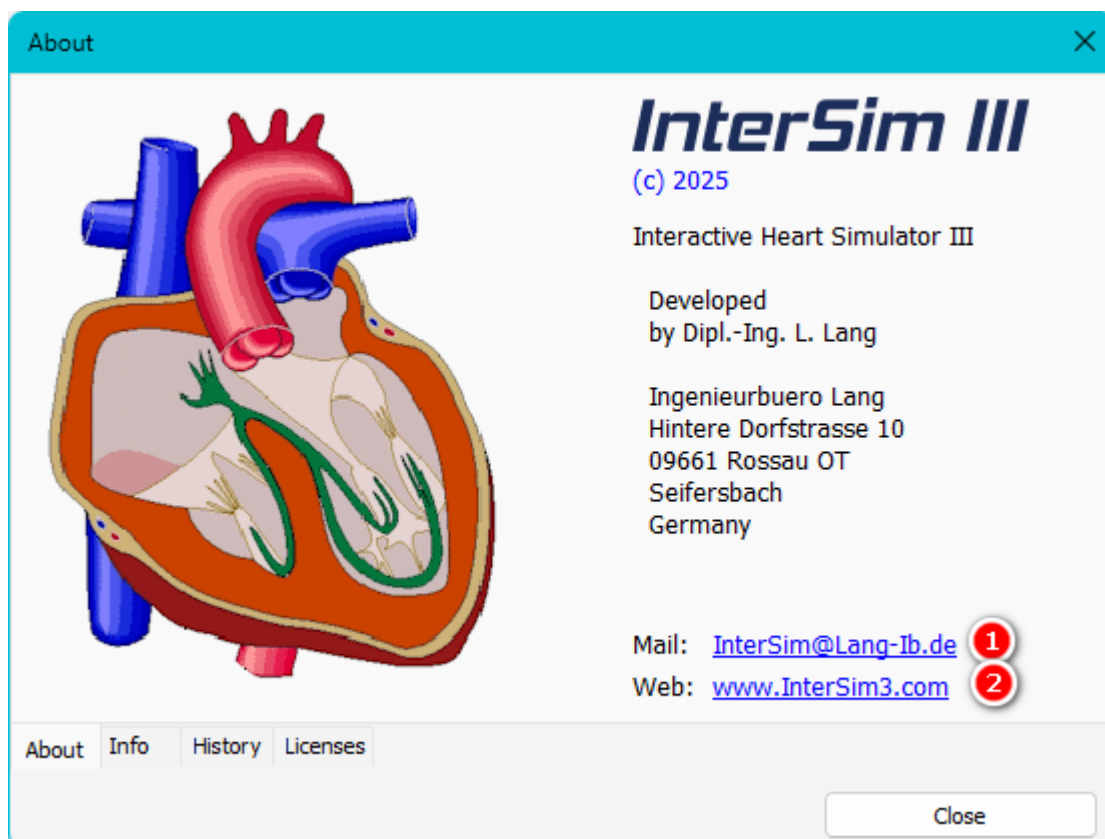 About
InterSim III
(c) 2025
Interactive Heart Simulator III
Developed
by Dipl.-Ing. L. Lang
Ingenieurbuero Lang
Hintere Dorfstrasse 10
09661 Rossau OT
Seifersbach
Germany
Mail: InterSim@Lang-Ib.de 1
Web: www.InterSim3.com 2
About Info History Licenses
Close